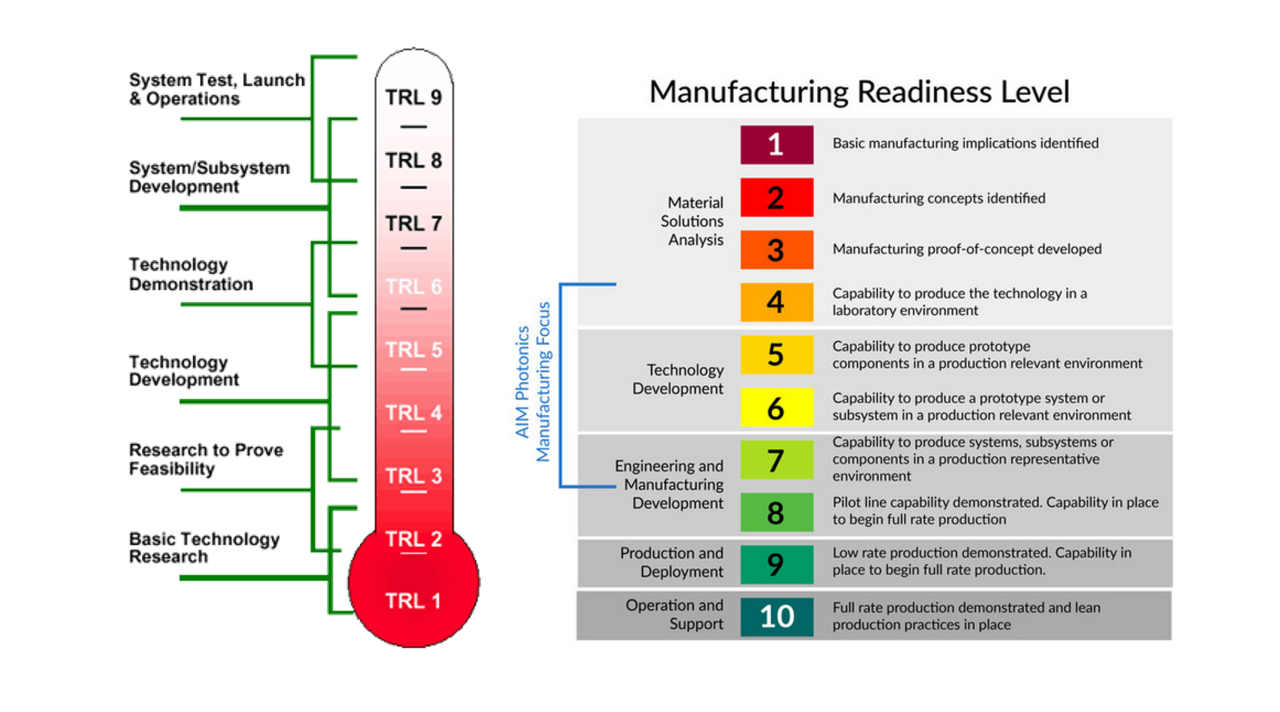 System Test, Launch
& Operations
System/Subsystem
Development
Technology
Demonstration
Technology
Development
Research to Prove
Feasibility
Basic Technology
Research
TRL 9
TRL 8
TRL 7
TRL 6
TRL 5
TRL 4
TRL 3
TRL 2
TRL 1
Manufacturing Readiness Level
AIM Photonics
Manufacturing Focus
Material
Solutions
Analysis
1
Basic manufacturing implications identified
2
Manufacturing concepts identified
3
Manufacturing proof-of-concept developed
4
Capability to produce the technology in a
laboratory environment
Technology
Development
5
Capability to produce prototype
components in a production relevant environment
6
Capability to produce a prototype system or
subsystem in a production relevant environment
Engineering and
Manufacturing
Development
7
Capability to produce systems, subsystems or
components in a production representative
environment
8
Pilot line capability demonstrated. Capability in place
to begin full rate production
Production and
Deployment
9
Low rate production demonstrated. Capability in
place to begin full rate production.
Operation and
Support
10
Full rate production demonstrated and lean
production practices in place